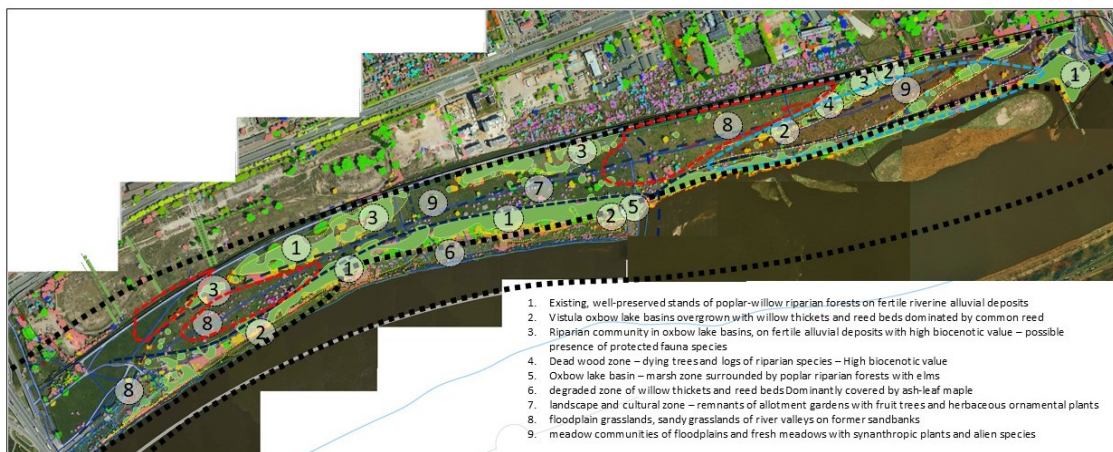 1
3
2
9
4
8
2
3
7
9
5
2
1
3
6
1
1
3
8
2
8
1. Existing, well-preserved stands of poplar-willow riparian forests on fertile riverine alluvial deposits
2. Vistula oxbow lake basins overgrown with willow thickets and reed beds dominated by common reed
3. Riparian community in oxbow lake basins, on fertile alluvial deposits with high biocenotic value – possible
presence of protected fauna species
4. Dead wood zone – dying trees and logs of riparian species – High biocenotic value
5. Oxbow lake basin – marsh zone surrounded by poplar riparian forests with elms
6. degraded zone of willow thickets and reed beds Dominantly covered by ash-leaf maple
7. landscape and cultural zone – remnants of allotment gardens with fruit trees and herbaceous ornamental plants
8. floodplain grasslands, sandy grasslands of river valleys on former sandbanks
9. meadow communities of floodplains and fresh meadows with synanthropic plants and alien species